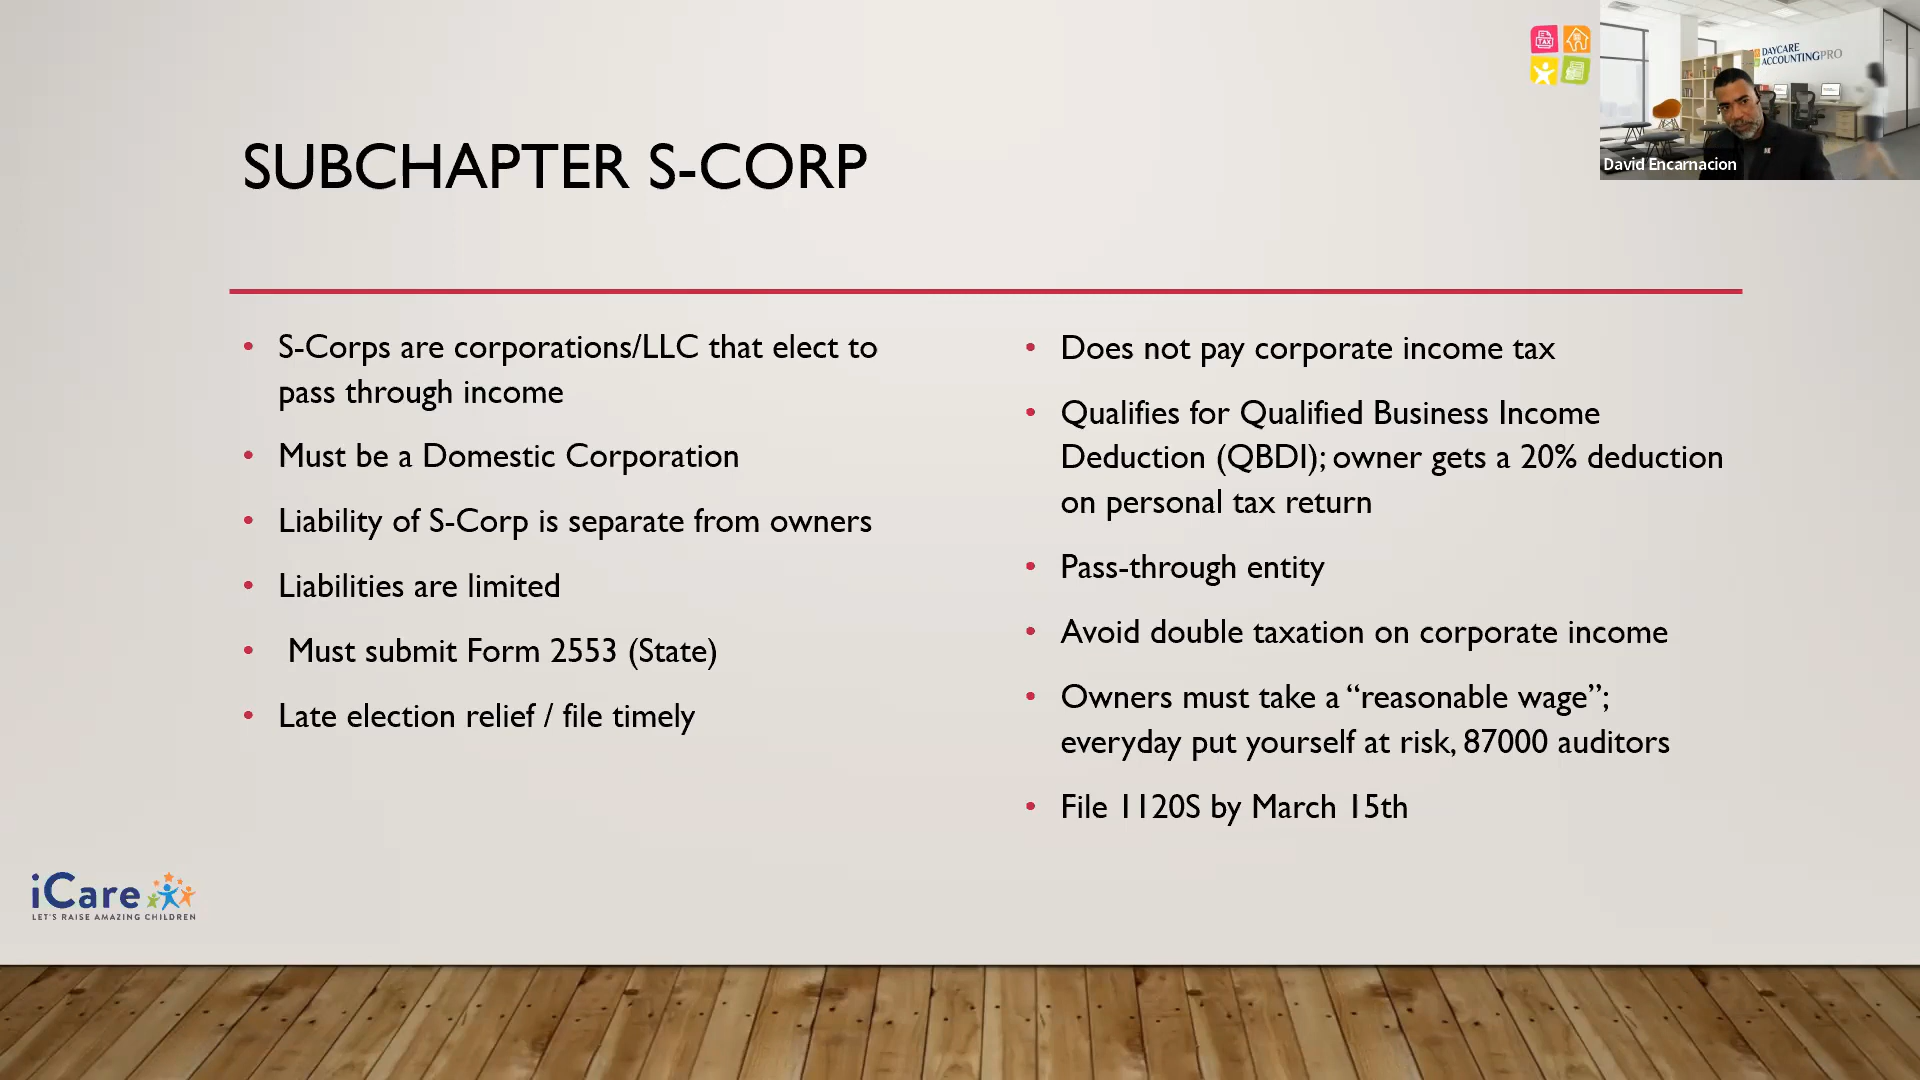 SUBCHAPTER S-CORP
TAX
DAYCARE
ACCOUNTINGPRO
David Encarnacion
• S-Corps are corporations/LLC that elect to
pass through income
• Must be a Domestic Corporation
• Liability of S-Corp is separate from owners
• Liabilities are limited
• Must submit Form 2553 (State)
• Late election relief / file timely
• Does not pay corporate income tax
• Qualifies for Qualified Business Income
Deduction (QBDI); owner gets a 20% deduction
on personal tax return
• Pass-through entity
• Avoid double taxation on corporate income
• Owners must take a “reasonable wage”;
everyday put yourself at risk, 87000 auditors
• File 1120S by March 15th
iCare
LET'S RAISE AMAZING CHILDREN